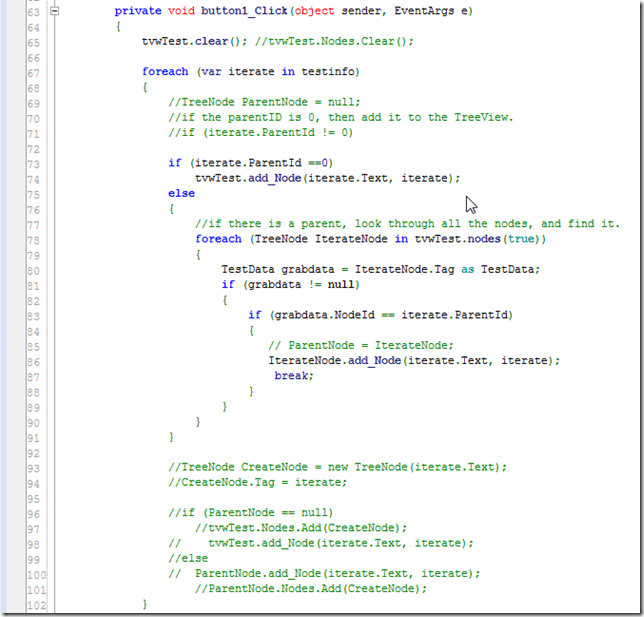 63 private void button1_Click(object sender, EventArgs e)
64 {
65 tvwTest.clear(); //tvwTest.Nodes.Clear();
66
67 foreach (var iterate in testinfo)
68 {
69 //TreeNode ParentNode = null;
70 //if the parentID is 0, then add it to the TreeView.
71 //if (iterate.ParentId != 0)
72
73 if (iterate.ParentId ==0)
74 tvwTest.add_Node(iterate.Text, iterate);
75 else
76 {
77 //if there is a parent, look through all the nodes, and find it.
78 foreach (TreeNode IterateNode in tvwTest.nodes(true))
79 {
80 TestData grabdata = IterateNode.Tag as TestData;
81 if (grabdata != null)
82 {
83 if (grabdata.NodeId == iterate.ParentId)
84 {
85 // ParentNode = IterateNode;
86 IterateNode.add_Node(iterate.Text, iterate);
87 break;
88 }
89 }
90 }
91 }
92
93 //TreeNode CreateNode = new TreeNode(iterate.Text);
94 //CreateNode.Tag = iterate;
95
96 //if (ParentNode == null)
97 //tvwTest.Nodes.Add(CreateNode);
98 // tvwTest.add_Node(iterate.Text, iterate);
99 //else
100 // ParentNode.add_Node(iterate.Text, iterate);
101 //ParentNode.Nodes.Add(CreateNode);
102 }